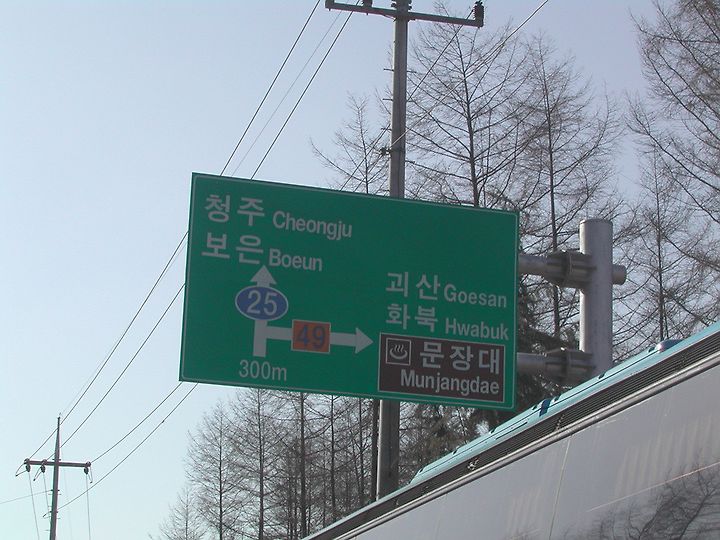 청주 Cheongju
보은 Boeun
25
49
300m
괴산 Goesan
화북 Hwabuk
문장대
Munjangdae